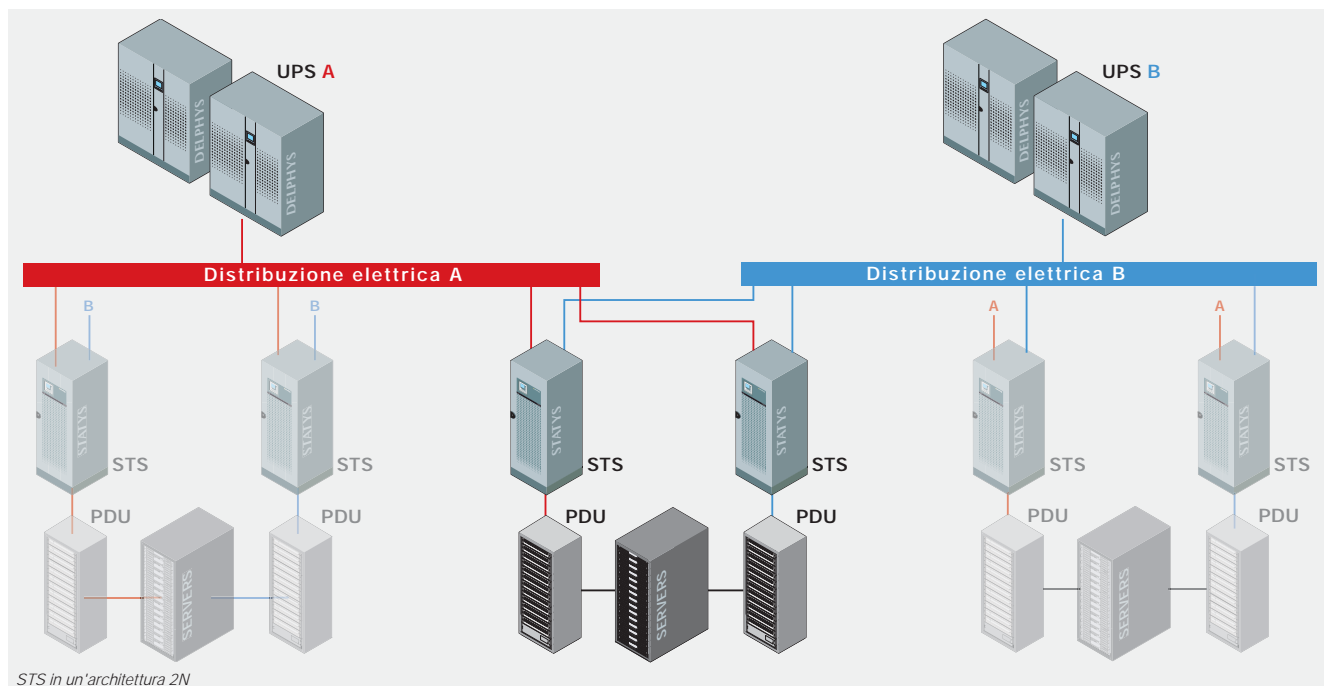 UPS A
UPS B
DELPHYS
DELPHYS
DELPHYS
DELPHYS
Distribuzione elettrica A
Distribuzione elettrica B
B
B
A
A
STATYS
STATYS
STATYS
STATYS
STATYS
STATYS
STS
STS
STS
STS
STS
STS
PDU
PDU
PDU
PDU
PDU
PDU
SERVERS
SERVERS
SERVERS
STS in un'architettura 2N